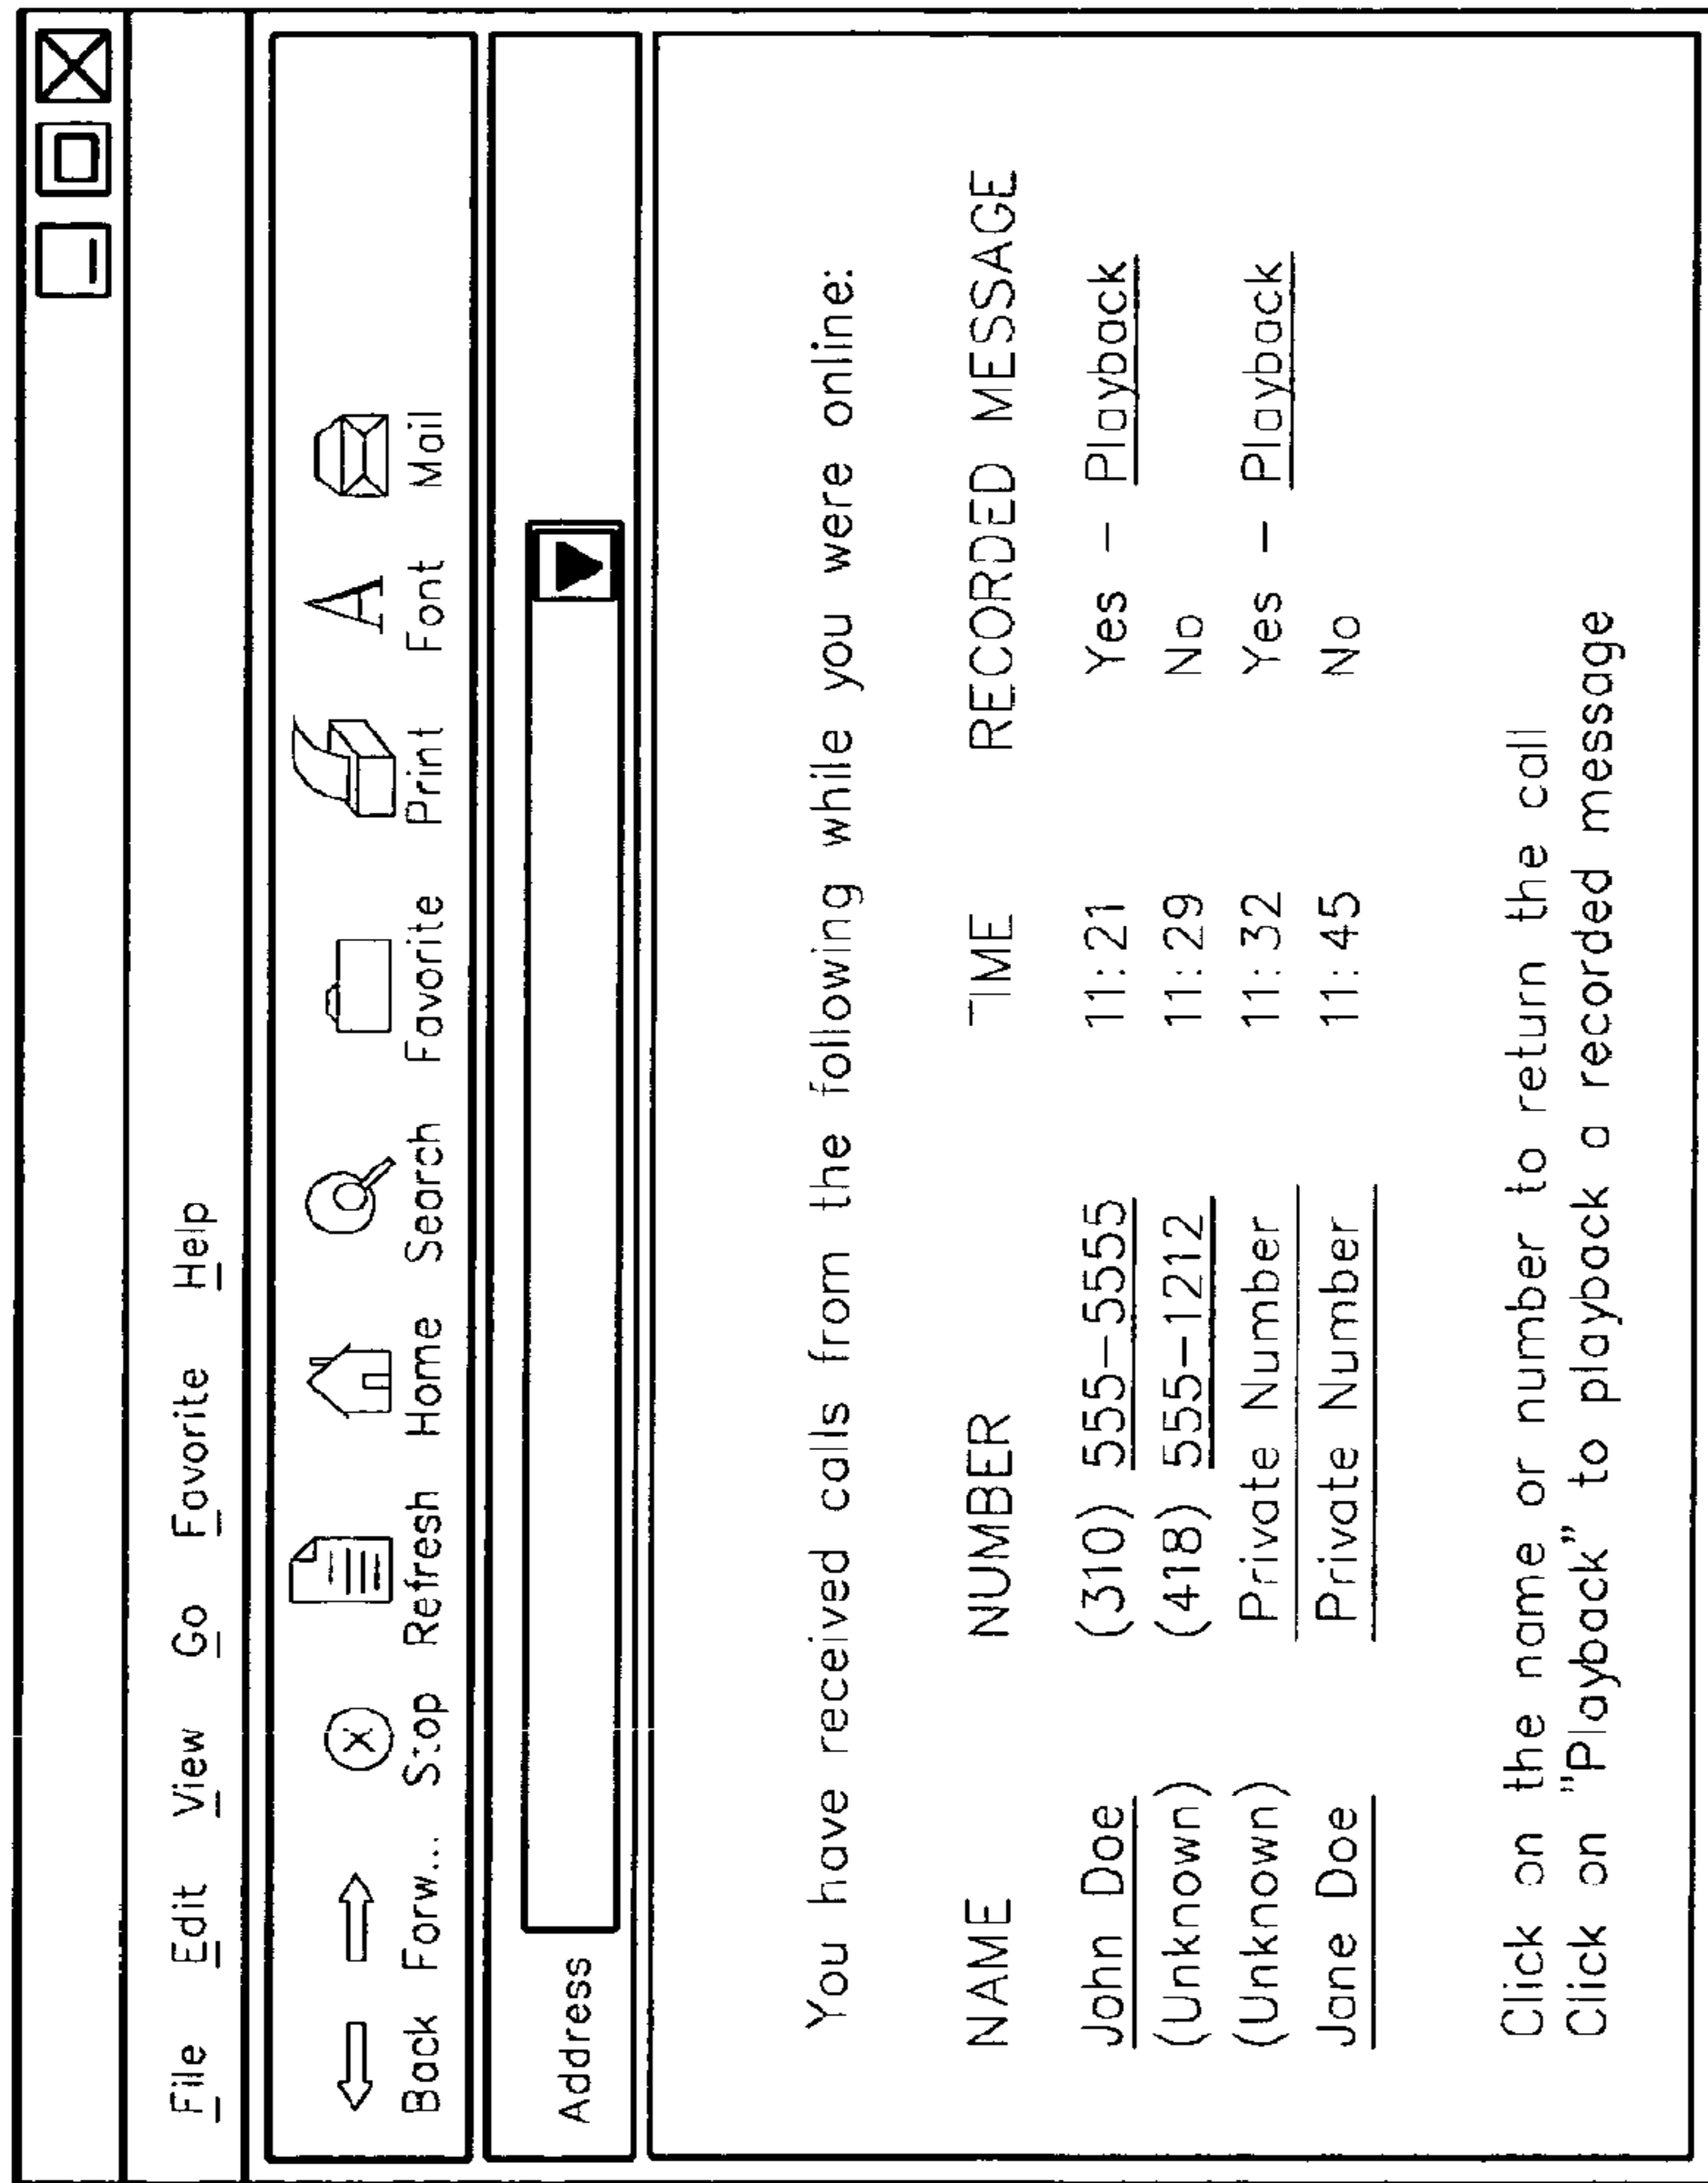 File Edit View Go Favorite Help
Back Forw... Stop Refresh Home Search Favorite Print Font Mail
Address
You have received calls from the following while you were online:
NAME NUMBER TIME RECORDED MESSAGE
John Doe (310) 555-5555 11:21 Yes - Playback
(Unknown) (418) 555-1212 11:29 No
(Unknown) Private Number 11:32 Yes - Playback
Jane Doe Private Number 11:45 No
Click on the name or number to return the call
Click on "Playback" to playback a recorded message